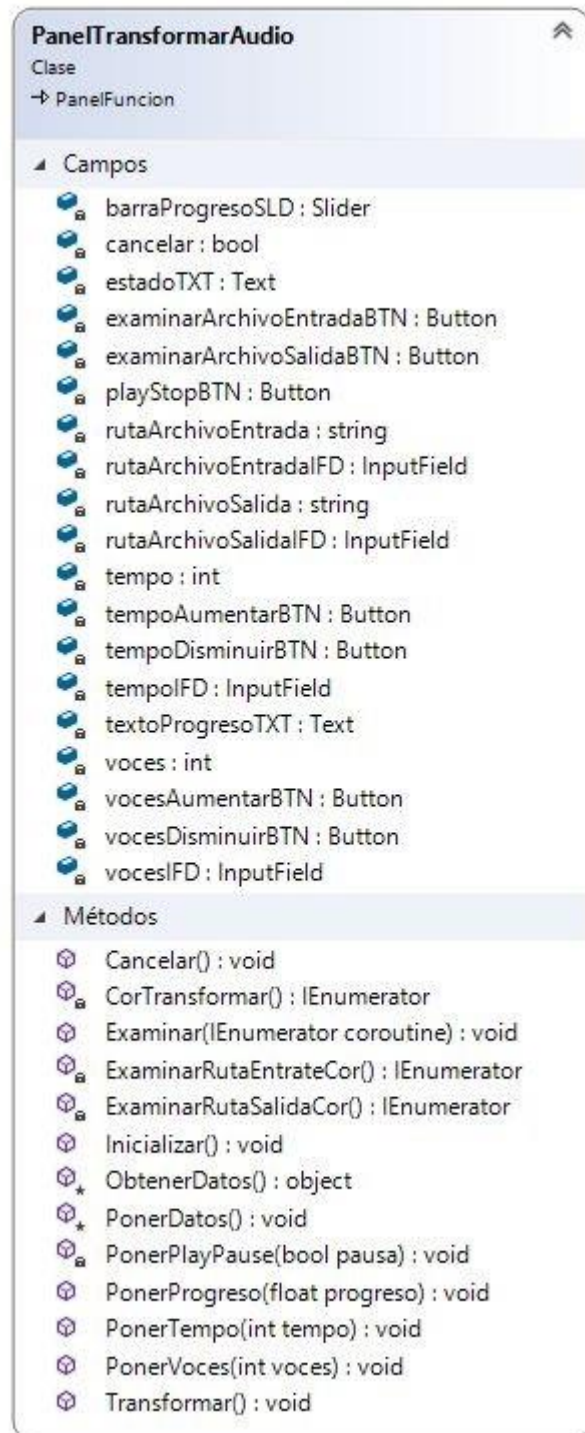 PanelTransformarAudio
Clase
PanelFuncion
Campos
barraProgresoSLD : Slider
cancelar : bool
estadoTXT : Text
examinarArchivoEntradaBTN : Button
examinarArchivoSalidaBTN : Button
playStopBTN : Button
rutaArchivoEntrada : string
rutaArchivoEntradaIFD : InputField
rutaArchivoSalida : string
rutaArchivoSalidaIFD : InputField
tempo : int
tempoAumentarBTN : Button
tempoDisminuirBTN : Button
tempoIFD : InputField
textoProgresoTXT : Text
voces : int
vocesAumentarBTN : Button
vocesDisminuirBTN : Button
vocesIFD : InputField
Métodos
Cancelar() : void
CorTransformar() : IEnumerator
Examinar(IEnumerator coroutine) : void
ExaminarRutaEntrateCor() : IEnumerator
ExaminarRutaSalidaCor() : IEnumerator
Inicializar() : void
ObtenerDatos() : object
PonerDatos() : void
PonerPlayPause(bool pausa) : void
PonerProgreso(float progreso) : void
PonerTempo(int tempo) : void
PonerVoces(int voces) : void
Transformar() : void